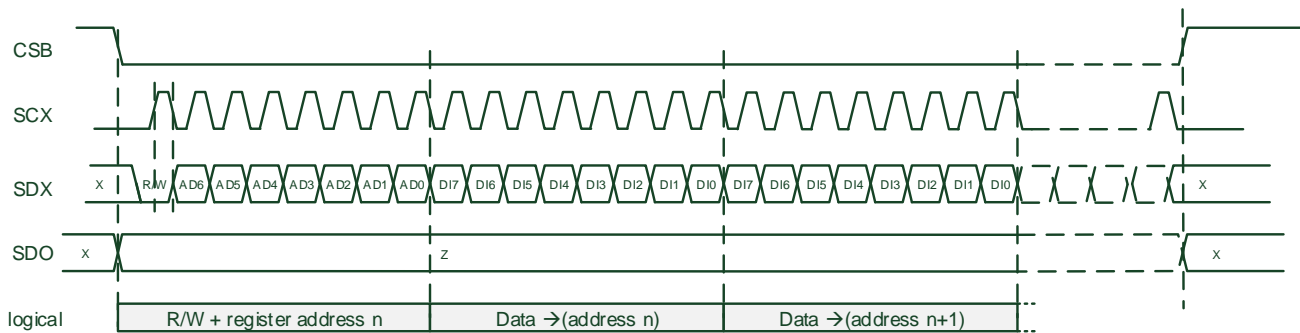 CSB
SCX
SDX X R/W AD6 AD5 AD4 AD3 AD2 AD1 AD0 DI7 DI6 DI5 DI4 DI3 DI2 DI1 DI0 DI7 DI6 DI5 DI4 DI3 DI2 DI1 DI0 X
SDO X Z X
logical R/W + register address n Data →(address n) Data →(address n+1)